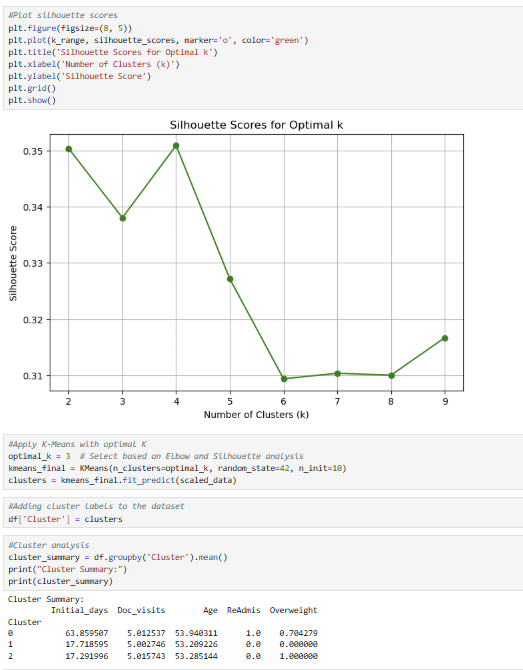 #Plot silhouette scores
plt.figure(figsize=(8, 5))
plt.plot(k_range, silhouette_scores, marker='o', color='green')
plt.title('Silhouette Scores for Optimal k')
plt.xlabel('Number of Clusters (k)')
plt.ylabel('Silhouette Score')
plt.grid()
plt.show()
Silhouette Scores for Optimal k
Silhouette Score
0.35
0.34
0.33
0.32
0.31
2 3 4 5 6 7 8 9
Number of Clusters (k)
#Apply K-Means with optimal K
optimal_k = 3 # Select based on Elbow and Silhouette analysis
kmeans_final = KMeans(n_clusters=optimal_k, random_state=42, n_init=10)
clusters = kmeans_final.fit_predict(scaled_data)
#Adding cluster labels to the dataset
df['Cluster'] = clusters
#Cluster analysis
cluster_summary = df.groupby('Cluster').mean()
print("Cluster Summary:")
print(cluster_summary)
Cluster Summary:
Initial_days Doc_visits Age ReAdmis Overweight
Cluster
0 63.859507 5.012537 53.940311 1.0 0.704279
1 17.718595 5.002746 53.209226 0.0 0.000000
2 17.291996 5.015743 53.285144 0.0 1.000000